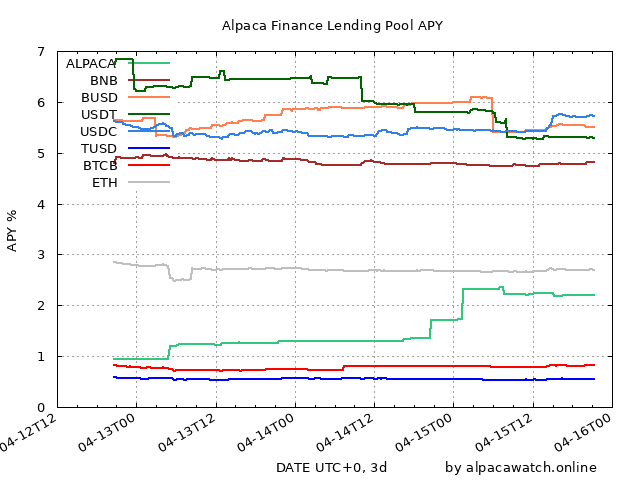 Alpaca Finance Lending Pool APY
7
6
5
4
3
2
1
0
APY %
ALPACA
BNB
BUSD
USDT
USDC
TUSD
BTCB
ETH
04-12T12
04-13T00
04-13T12
04-14T00
04-14T12
04-15T00
04-15T12
04-16T00
DATE UTC+0, 3d
by alpacawatch.online